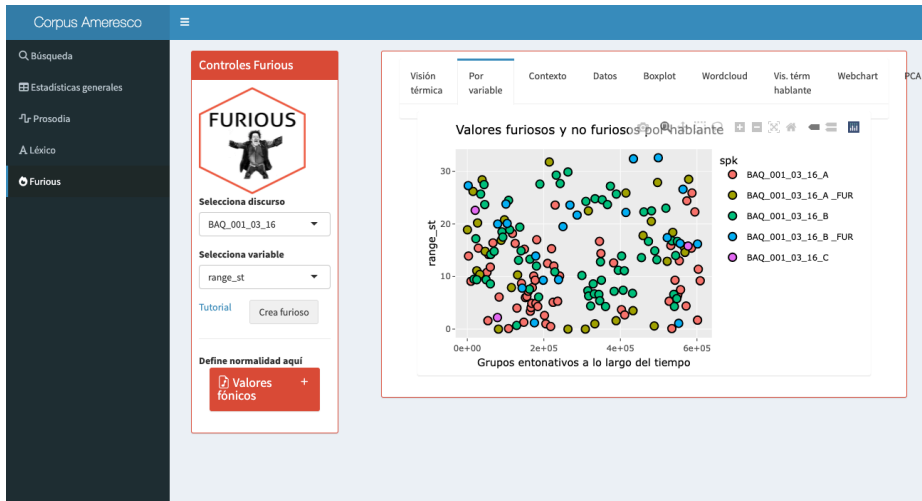 Corpus Ameresco
Búsqueda
Estadísticas generales
Prosodia
Léxico
Furious
Controles Furious
FURIOUS
Selecciona discurso
BAQ_001_03_16
Selecciona variable
range_st
Tutorial
Crea furioso
Define normalidad aquí
Valores +
fónicos
Visión
térmica
Por
variable
Contexto
Datos
Boxplot
Wordcloud
Vis. térm
hablante
Webchart
PCA
Valores furiosos y no furiosos por hablante
range_st
30
20
10
0
0e+00 2e+05 4e+05 6e+05
Grupos entonativos a lo largo del tiempo
spk
BAQ_001_03_16_A
BAQ_001_03_16_A _FUR
BAQ_001_03_16_B
BAQ_001_03_16_B _FUR
BAQ_001_03_16_C